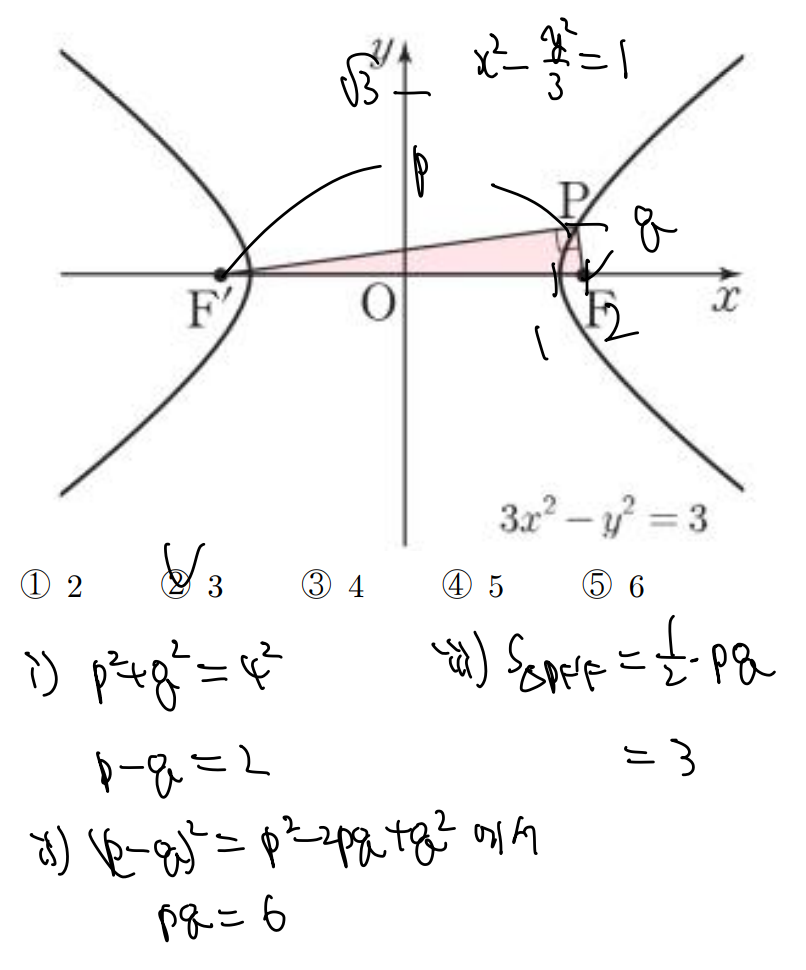 y
x² - y²/3 = 1
√3
p
P
q
F′
O
1
F
2
x
3x² − y² = 3
① 2 ② 3 ③ 4 ④ 5 ⑤ 6
i) p² + q² = 4²
p - q = 2
ii) (p - q)² = p² - 2pq + q² 에서
pq = 6
iii) S△PF'F = 1/2 · pq
= 3